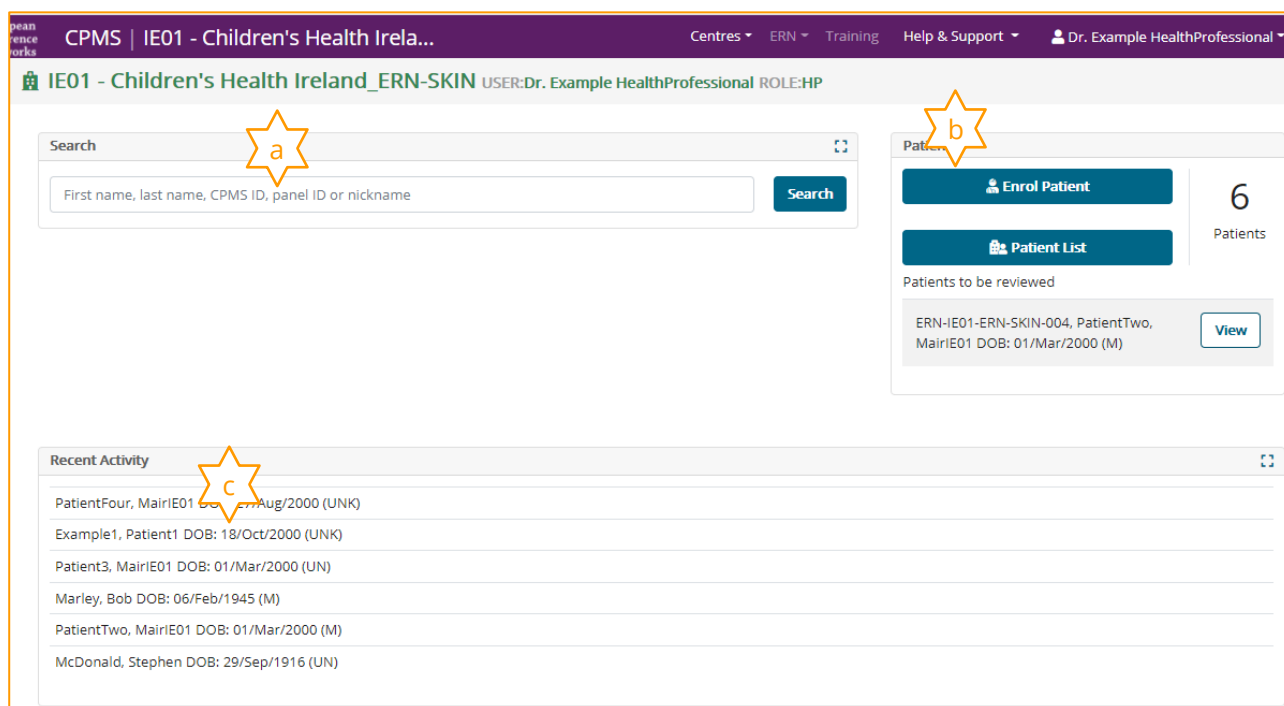 pean
rence
works
CPMS | IE01 - Children's Health Irela...
Centres ERN Training Help & Support Dr. Example HealthProfessional
IE01 - Children's Health Ireland_ERN-SKIN USER:Dr. Example HealthProfessional ROLE:HP
Search
a
First name, last name, CPMS ID, panel ID or nickname
Search
b
Enrol Patient
Patient List
6
Patients
Patients to be reviewed
ERN-IE01-ERN-SKIN-004, PatientTwo,
MairIE01 DOB: 01/Mar/2000 (M)
View
Recent Activity
c
PatientFour, MairIE01 Aug/2000 (UNK)
Example1, Patient1 DOB: 18/Oct/2000 (UNK)
Patient3, MairIE01 DOB: 01/Mar/2000 (UN)
Marley, Bob DOB: 06/Feb/1945 (M)
PatientTwo, MairIE01 DOB: 01/Mar/2000 (M)
McDonald, Stephen DOB: 29/Sep/1916 (UN)